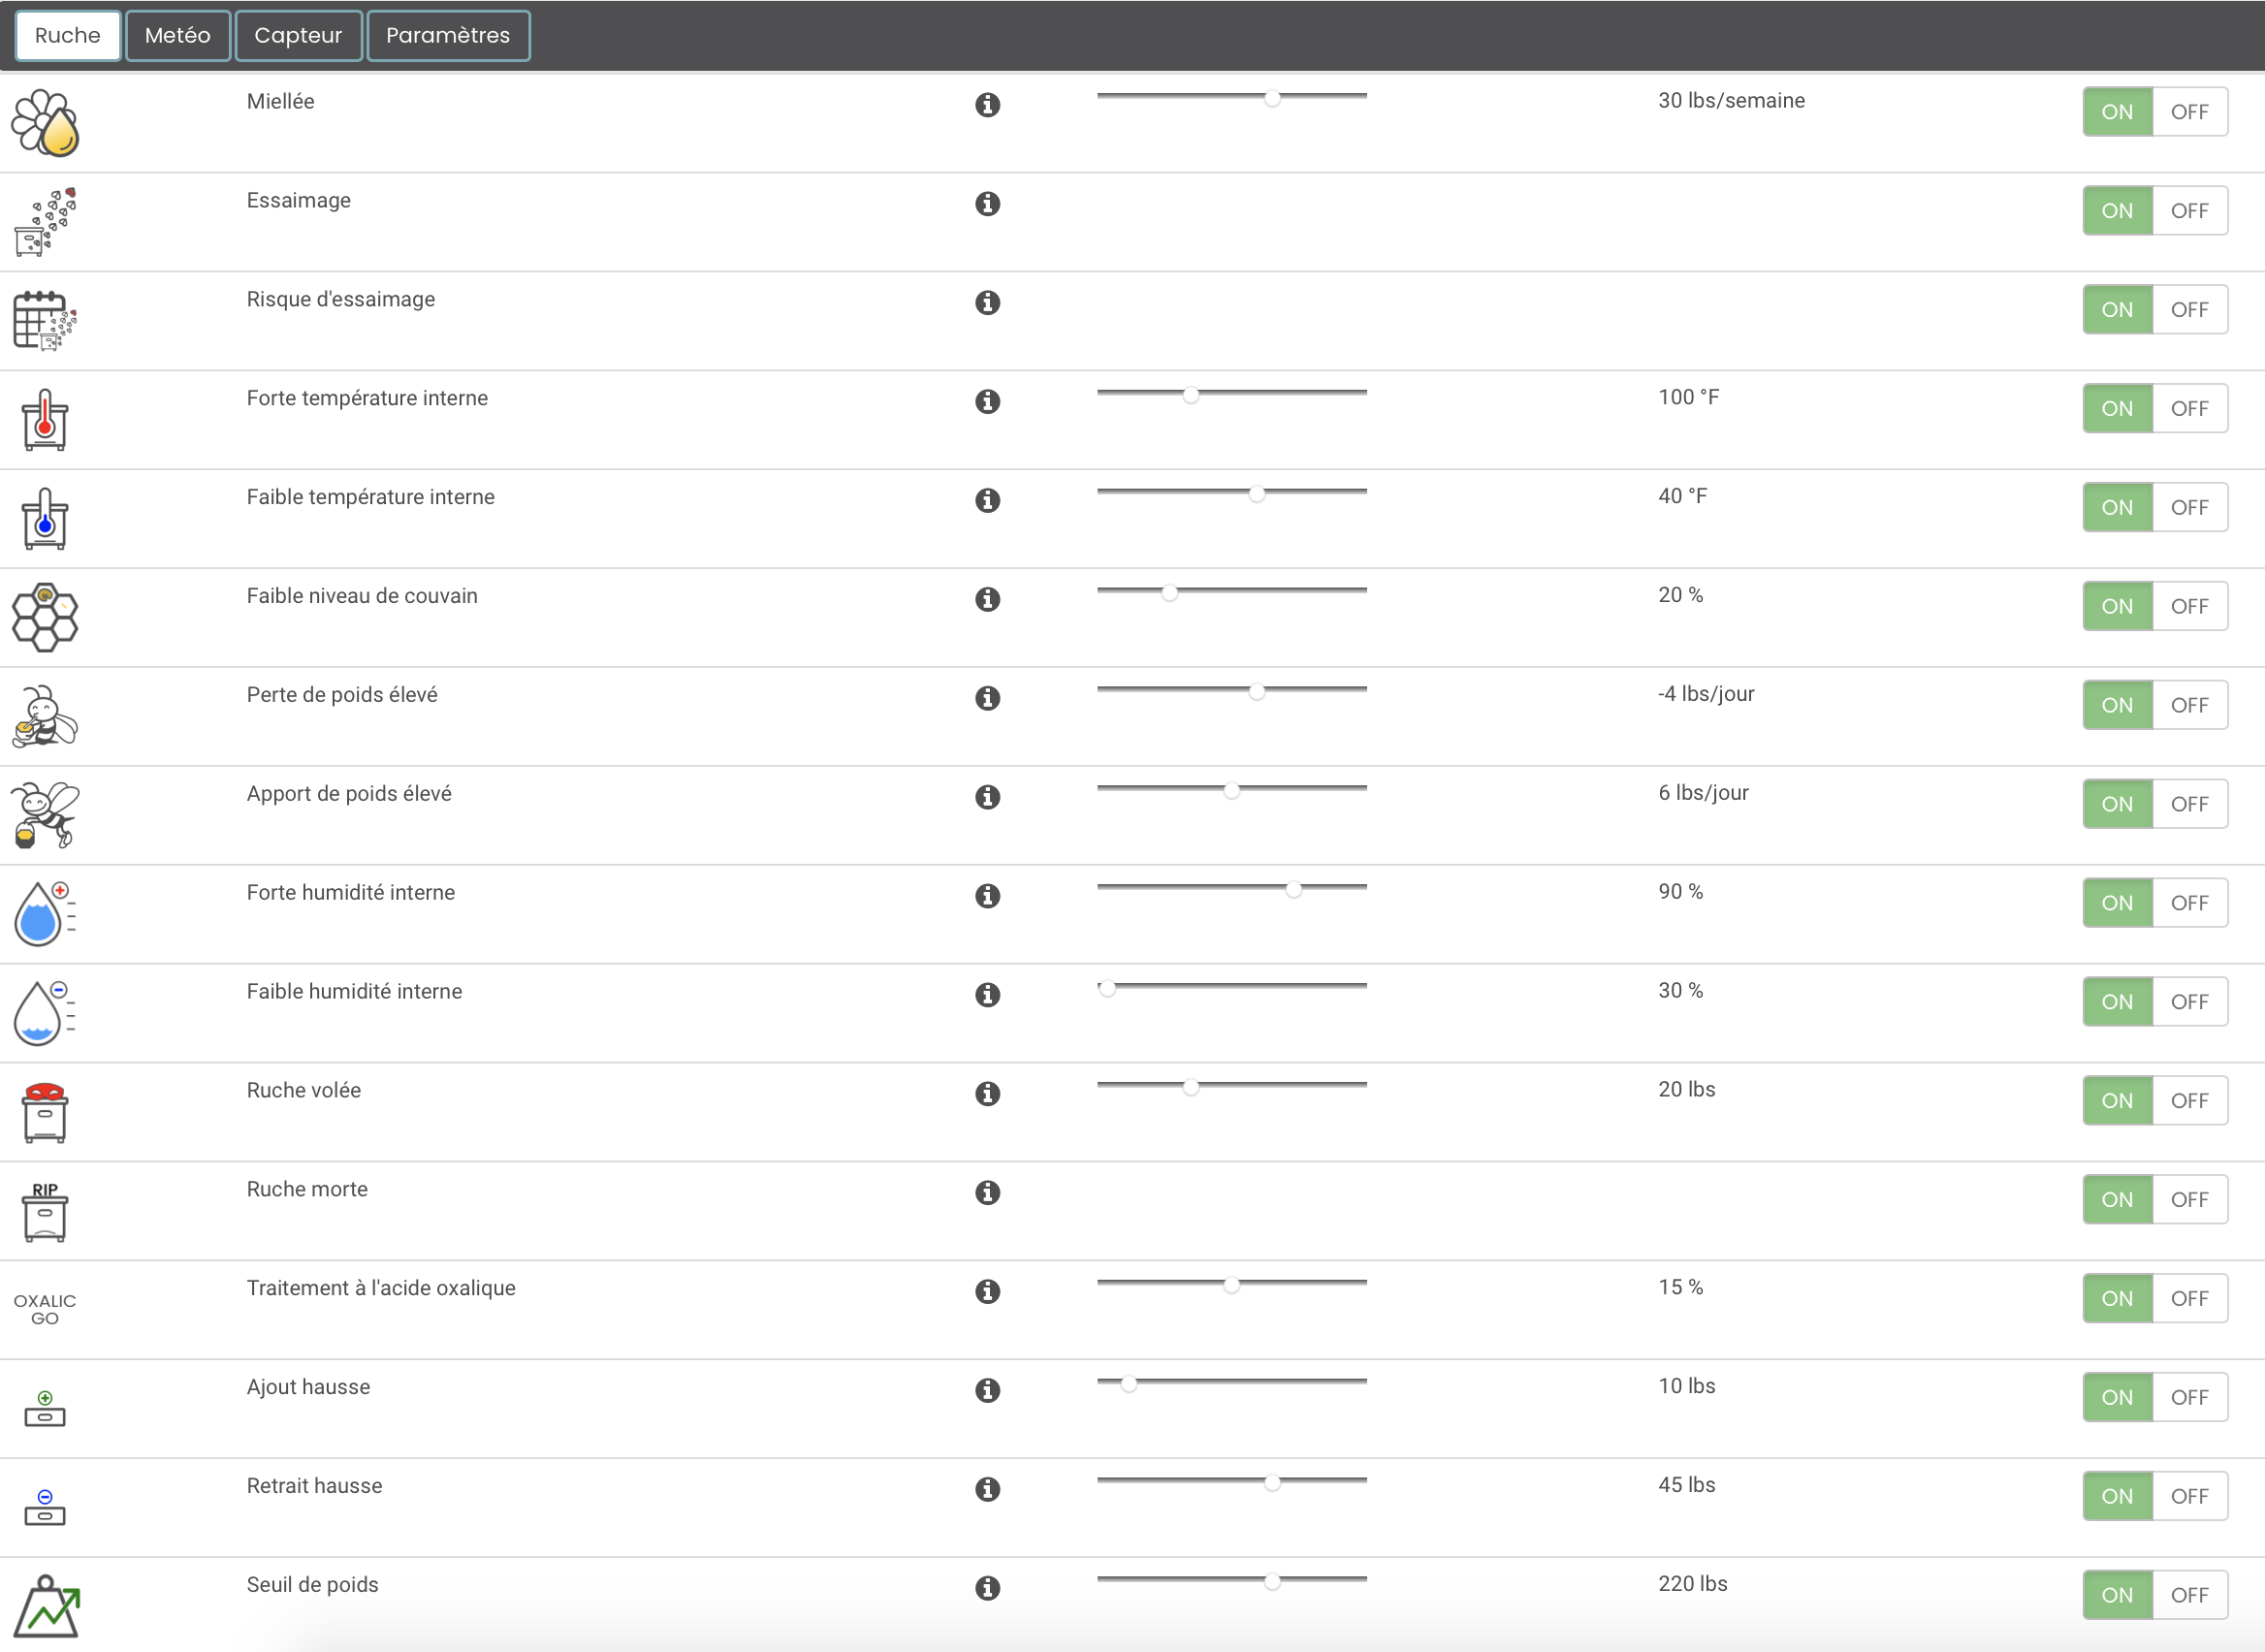 Ruche Metéo Capteur Paramètres
Miellée 30 lbs/semaine ON OFF
Essaimage ON OFF
Risque d'essaimage ON OFF
Forte température interne 100 °F ON OFF
Faible température interne 40 °F ON OFF
Faible niveau de couvain 20 % ON OFF
Perte de poids élevé -4 lbs/jour ON OFF
Apport de poids élevé 6 lbs/jour ON OFF
Forte humidité interne 90 % ON OFF
Faible humidité interne 30 % ON OFF
Ruche volée 20 lbs ON OFF
RIP Ruche morte ON OFF
OXALIC
GO
Traitement à l'acide oxalique 15 % ON OFF
Ajout hausse 10 lbs ON OFF
Retrait hausse 45 lbs ON OFF
Seuil de poids 220 lbs ON OFF